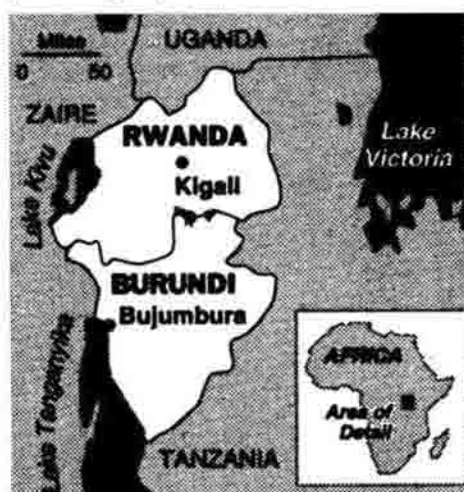 Miles
0 50
UGANDA
ZAIRE
RWANDA
Kigali
Lake Kivu
Lake
Victoria
BURUNDI
Bujumbura
Lake Tanganyika
TANZANIA
AFRICA
Area of
Detail